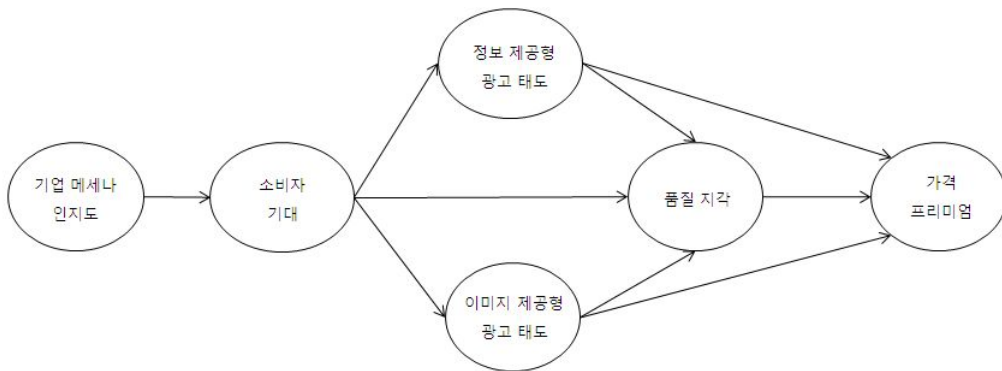 기업 메세나
인지도
소비자
기대
정보 제공형
광고 태도
이미지 제공형
광고 태도
품질 지각
가격
프리미엄